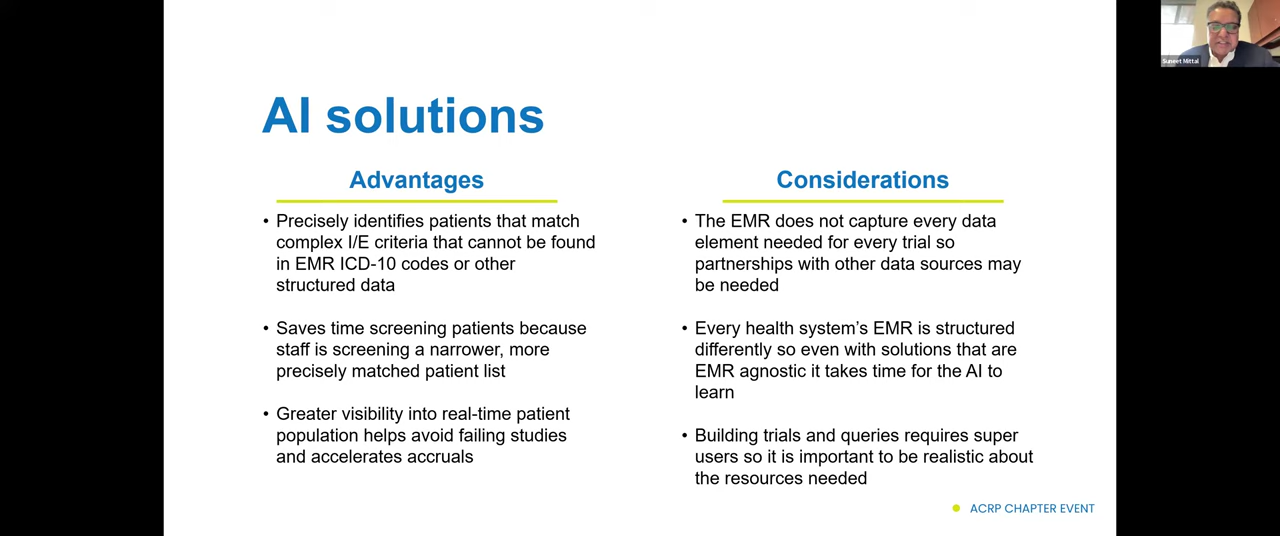 Suneet Mittal
AI solutions
Advantages
• Precisely identifies patients that match
complex I/E criteria that cannot be found
in EMR ICD-10 codes or other
structured data
• Saves time screening patients because
staff is screening a narrower, more
precisely matched patient list
• Greater visibility into real-time patient
population helps avoid failing studies
and accelerates accruals
Considerations
• The EMR does not capture every data
element needed for every trial so
partnerships with other data sources may
be needed
• Every health system’s EMR is structured
differently so even with solutions that are
EMR agnostic it takes time for the AI to
learn
• Building trials and queries requires super
users so it is important to be realistic about
the resources needed
ACRP CHAPTER EVENT